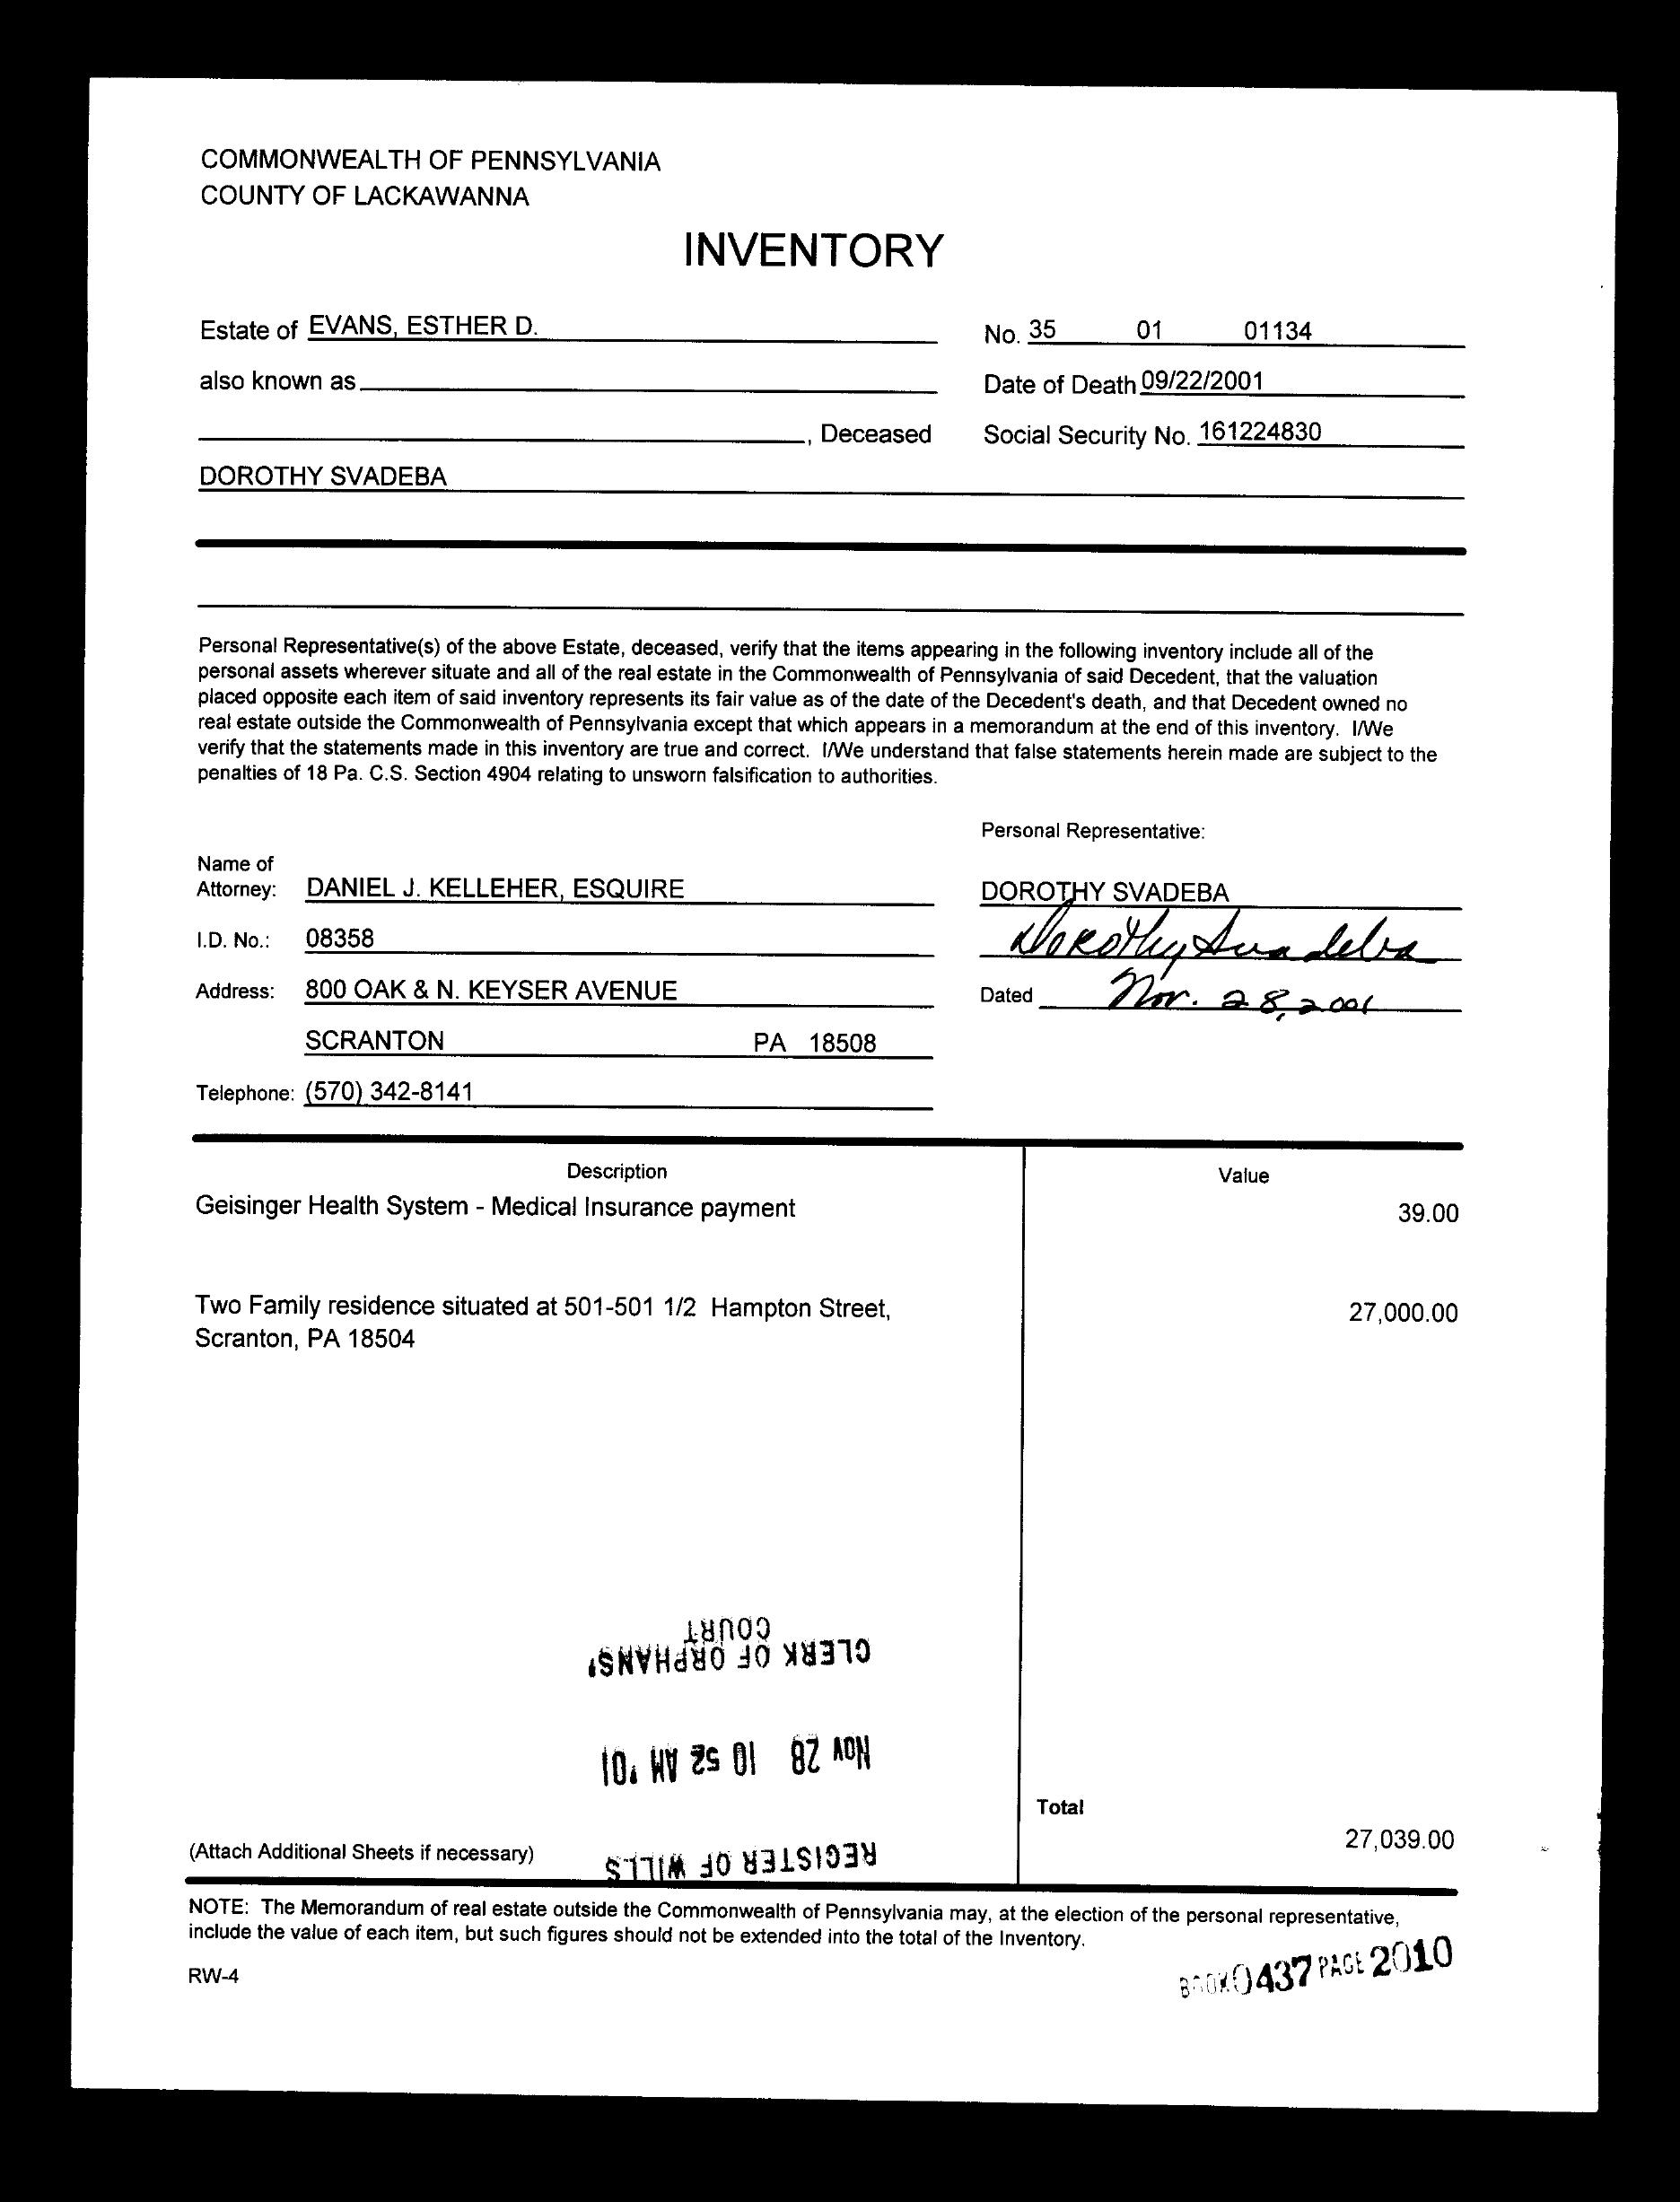 COMMONWEALTH OF PENNSYLVANIA
COUNTY OF LACKAWANNA
INVENTORY
Estate of EVANS, ESTHER D.
No. 35 01 01134
also known as
Date of Death 09/22/2001
, Deceased
Social Security No. 161224830
DOROTHY SVADEBA
Personal Representative(s) of the above Estate, deceased, verify that the items appearing in the following inventory include all of the
personal assets wherever situate and all of the real estate in the Commonwealth of Pennsylvania of said Decedent, that the valuation
placed opposite each item of said inventory represents its fair value as of the date of the Decedent's death, and that Decedent owned no
real estate outside the Commonwealth of Pennsylvania except that which appears in a memorandum at the end of this inventory. I/We
verify that the statements made in this inventory are true and correct. I/We understand that false statements herein made are subject to the
penalties of 18 Pa. C.S. Section 4904 relating to unsworn falsification to authorities.
Personal Representative:
Name of
Attorney: DANIEL J. KELLEHER, ESQUIRE
DOROTHY SVADEBA
I.D. No.: 08358
Dorothy Svadeba
Address: 800 OAK & N. KEYSER AVENUE
Dated Nov. 28, 2001
SCRANTON PA 18508
Telephone: (570) 342-8141
Description Value
Geisinger Health System - Medical Insurance payment 39.00
Two Family residence situated at 501-501 1/2 Hampton Street, 27,000.00
Scranton, PA 18504
REGISTER OF WILLS
NOV 28 10 52 AM '01
CLERK OF ORPHANS'
COURT
Total
27,039.00
(Attach Additional Sheets if necessary)
NOTE: The Memorandum of real estate outside the Commonwealth of Pennsylvania may, at the election of the personal representative,
include the value of each item, but such figures should not be extended into the total of the Inventory.
RW-4
BOOK 0437 PAGE 2010